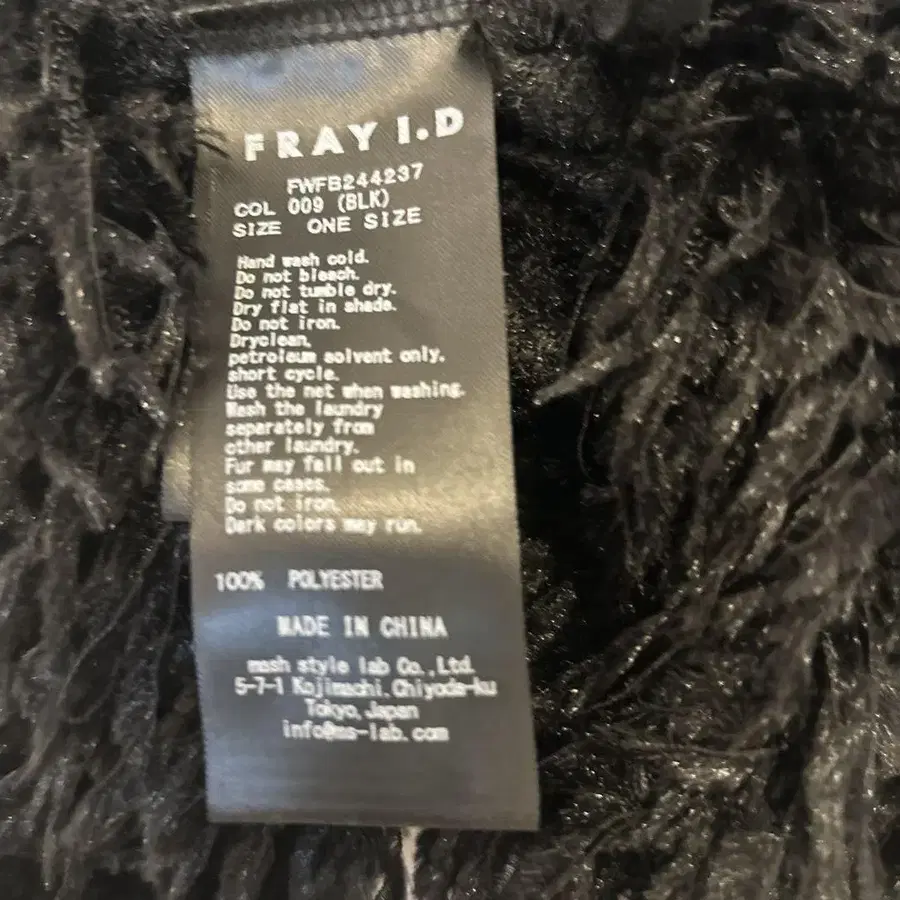 FRAY I.D
FWFB244237
COL 009 (BLK)
SIZE ONE SIZE
Hand wash cold.
Do not bleach.
Do not tumble dry.
Dry flat in shade.
Do not iron.
Dryclean,
petroleum solvent only.
short cycle.
Use the net when washing.
Wash the laundry
separately from
other laundry.
Fur may fall out in
some cases.
Do not iron.
Dark colors may run.
100% POLYESTER
MADE IN CHINA
mash style lab Co.,Ltd.
5-7-1 Kojimachi,Chiyoda-ku
Tokyo,Japan
info@ms-lab.com